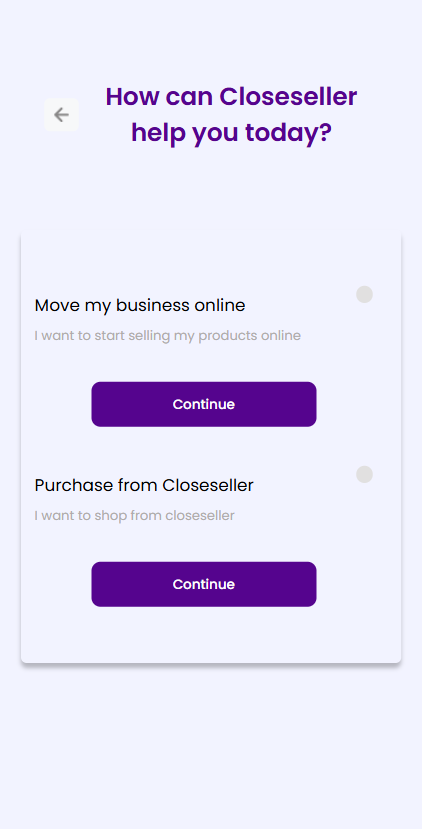 How can Closeseller
help you today?
Move my business online
I want to start selling my products online
Continue
Purchase from Closeseller
I want to shop from closeseller
Continue